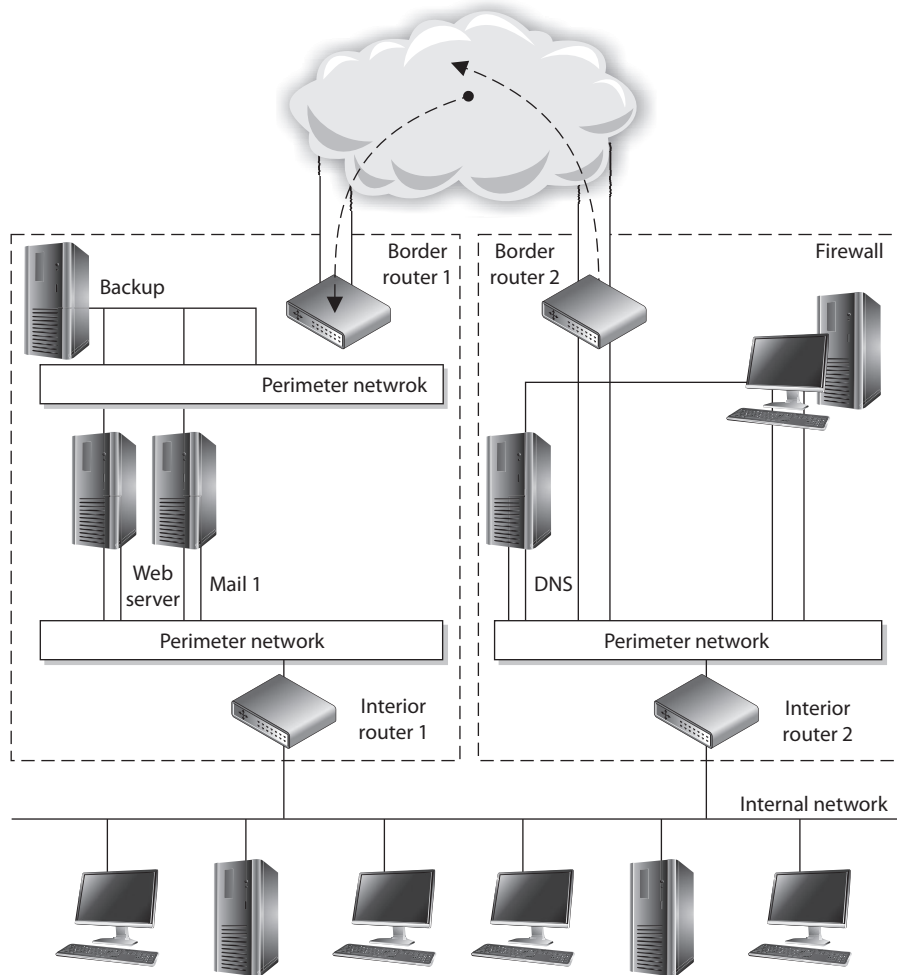 Border
router 1
Border
router 2
Firewall
Backup
Perimeter netwrok
Web
server
Mail 1
DNS
Perimeter network
Perimeter network
Interior
router 1
Interior
router 2
Internal network